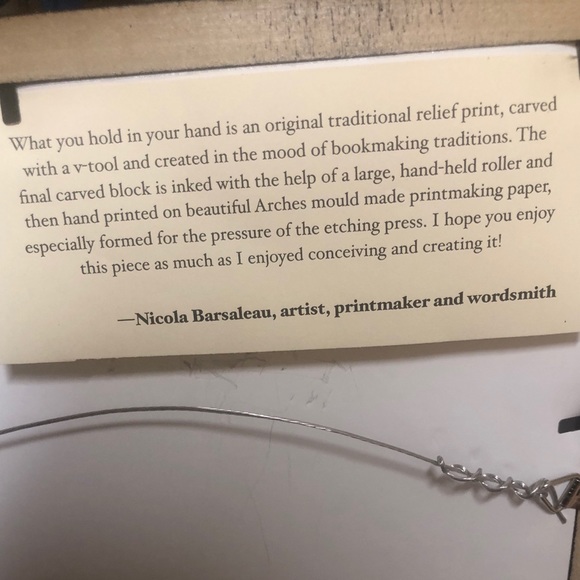 What you hold in your hand is an original traditional relief print, carved
with a v-tool and created in the mood of bookmaking traditions. The
final carved block is inked with the help of a large, hand-held roller and
then hand printed on beautiful Arches mould made printmaking paper,
especially formed for the pressure of the etching press. I hope you enjoy
this piece as much as I enjoyed conceiving and creating it!
—Nicola Barsaleau, artist, printmaker and wordsmith